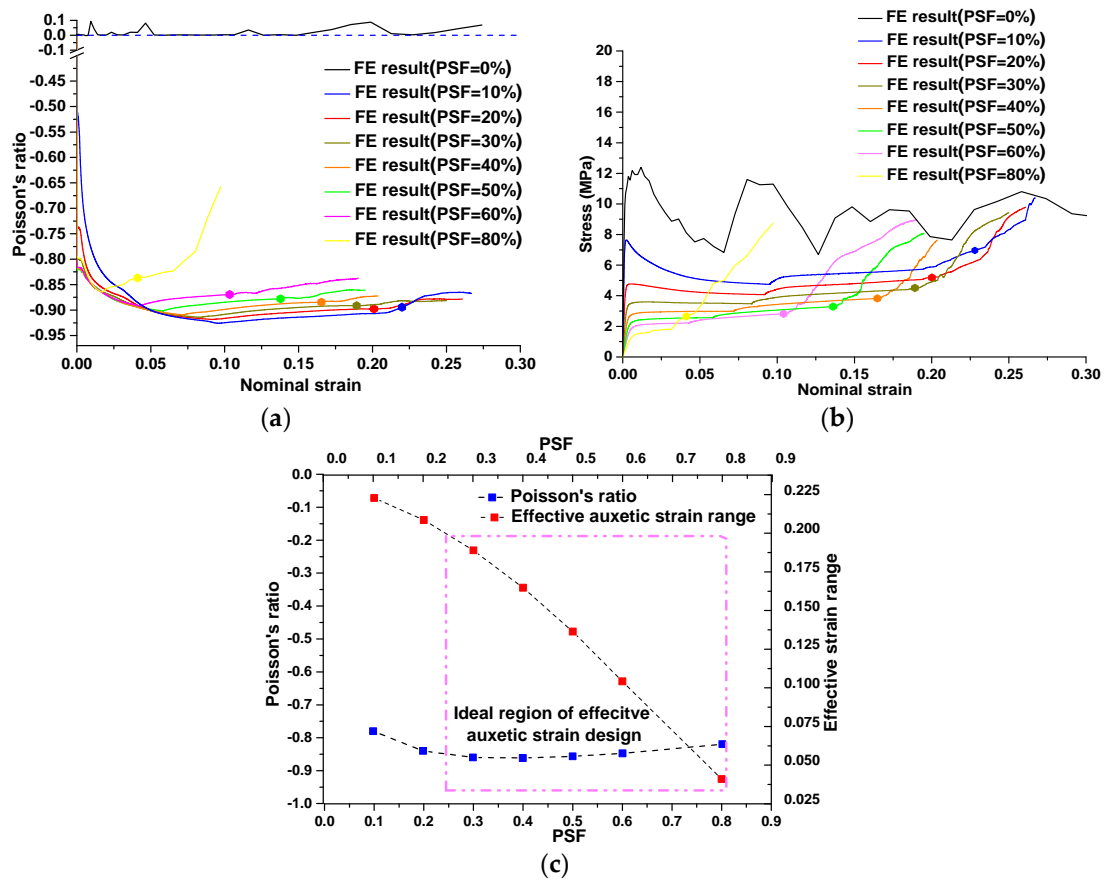 0.1
0.0
-0.1
-0.50
-0.55
-0.60
-0.65
-0.70
-0.75
-0.80
-0.85
-0.90
-0.95
Poisson's ratio
FE result(PSF=0%)
FE result(PSF=10%)
FE result(PSF=20%)
FE result(PSF=30%)
FE result(PSF=40%)
FE result(PSF=50%)
FE result(PSF=60%)
FE result(PSF=80%)
0.00 0.05 0.10 0.15 0.20 0.25 0.30
Nominal strain
(a)
FE result(PSF=0%)
FE result(PSF=10%)
FE result(PSF=20%)
FE result(PSF=30%)
FE result(PSF=40%)
FE result(PSF=50%)
FE result(PSF=60%)
FE result(PSF=80%)
20
18
16
14
12
10
8
6
4
2
0
Stress (MPa)
0.00 0.05 0.10 0.15 0.20 0.25 0.30
Nominal strain
(b)
PSF
0.0 0.1 0.2 0.3 0.4 0.5 0.6 0.7 0.8 0.9
Poisson's ratio
Effective auxetic strain range
0.0
-0.1
-0.2
-0.3
-0.4
-0.5
-0.6
-0.7
-0.8
-0.9
-1.0
Poisson's ratio
Ideal region of effecitve
auxetic strain design
0.225
0.200
0.175
0.150
0.125
0.100
0.075
0.050
0.025
Effective strain range
0.0 0.1 0.2 0.3 0.4 0.5 0.6 0.7 0.8 0.9
PSF
(c)